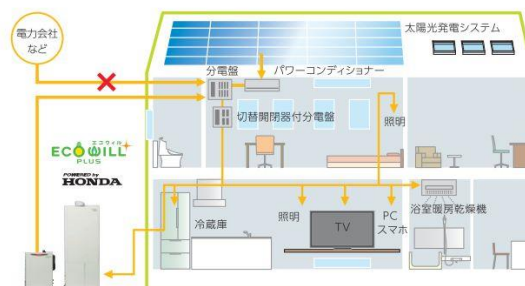 電力会社
など
太陽光発電システム
分電盤
パワーコンディショナー
切替開閉器付分電盤
照明
エコウィル
ECOWILL
PLUS
POWERED by
HONDA
冷蔵庫
照明
TV
PC
スマホ
浴室暖房乾燥機